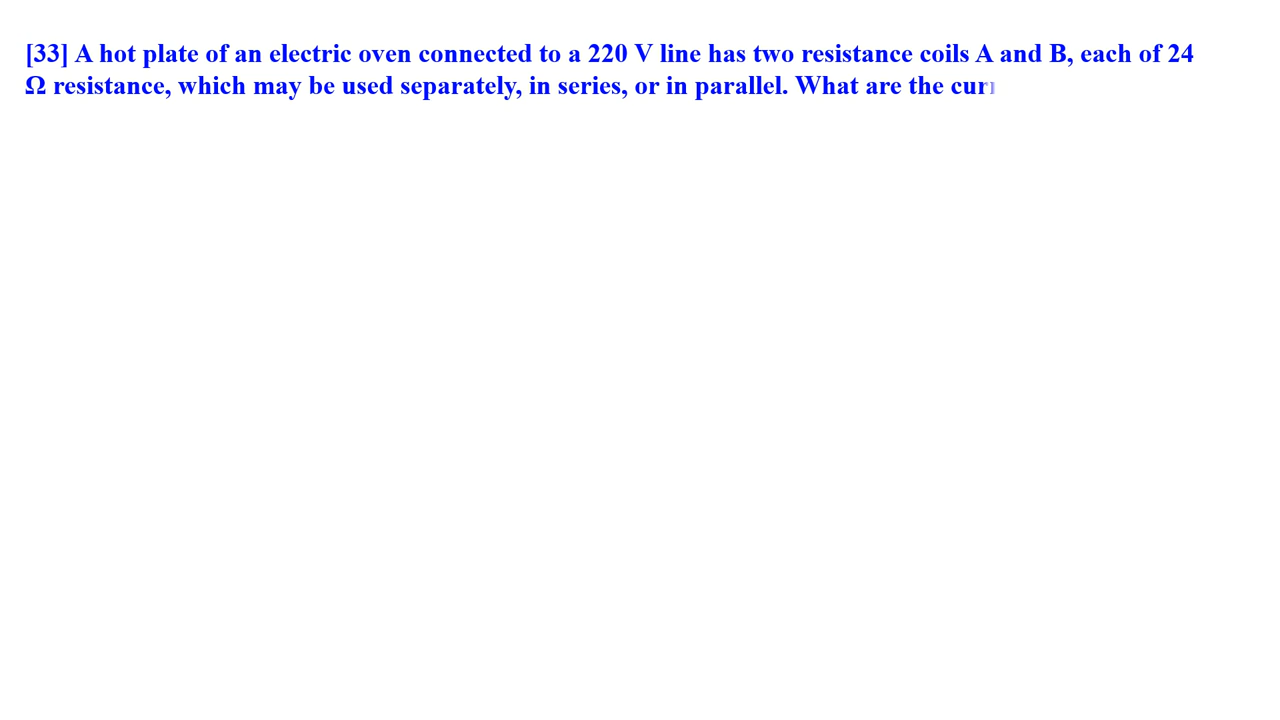 [33] A hot plate of an electric oven connected to a 220 V line has two resistance coils A and B, each of 24
Ω resistance, which may be used separately, in series, or in parallel. What are the